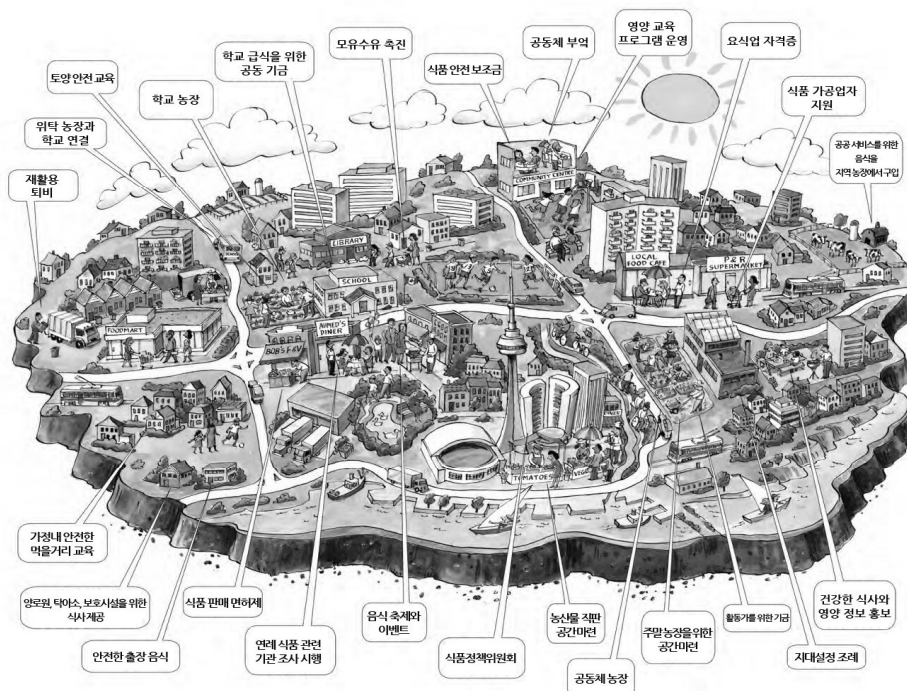 토양 안전 교육
학교 농장
학교 급식을 위한
공동 기금
모유수유 촉진
식품 안전 보조금
공동체 부엌
영양 교육
프로그램 운영
요식업 자격증
식품 가공업자
지원
위탁 농장과
학교 연결
재활용
퇴비
공공 서비스를 위한
음식을
지역 농장에서 구입
COMMUNITY CENTRE
LIBRARY
SCHOOL
LOCAL
FOOD CAFE
P&R
SUPERMARKET
FOODMART
NIMED'S
DINER
BOB'S F&V
TOMATOES
VEGG
가정내 안전한
먹을거리 교육
양로원, 탁아소, 보호시설을 위한
식사 제공
안전한 출장 음식
식품 판매 면허제
연례 식품 관련
기관 조사 시행
음식 축제와
이벤트
식품정책위원회
농산물 직판
공간마련
공동체 농장
주말 농장을 위한
공간마련
활동가를 위한 기금
지대설정 조례
건강한 식사와
영양 정보 홍보